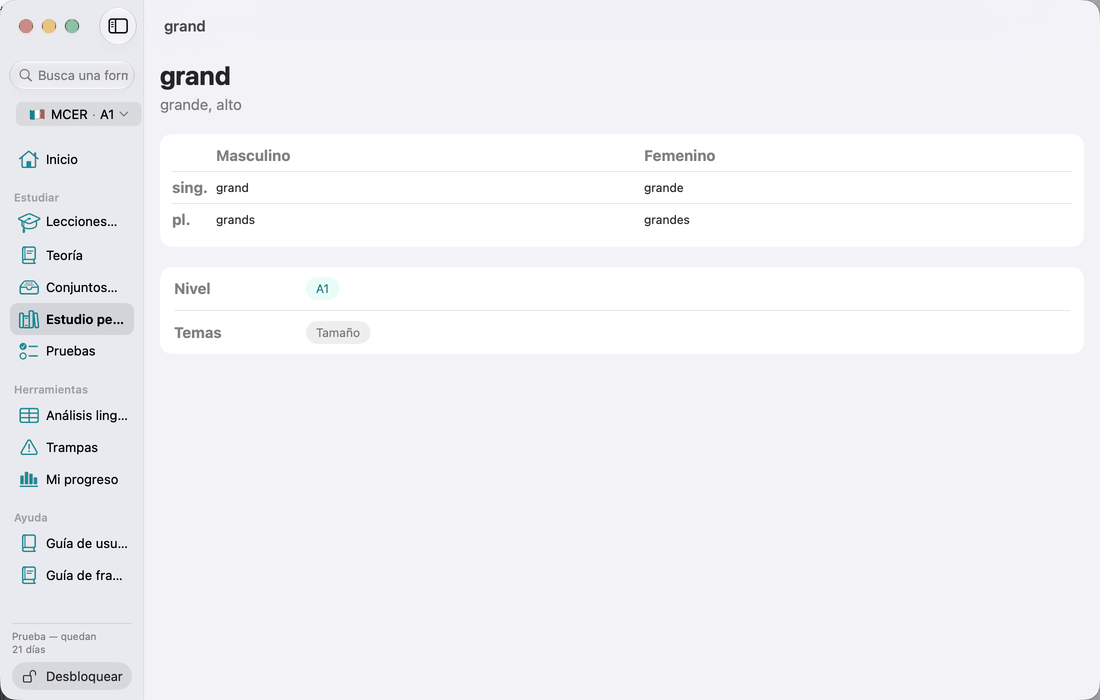 grand
Busca una forn
MCER · A1
Inicio
Estudiar
Lecciones...
Teoría
Conjuntos...
Estudio pe...
Pruebas
Herramientas
Análisis ling...
Trampas
Mi progreso
Ayuda
Guía de usu...
Guía de fra...
Prueba — quedan
21 días
Desbloquear
grand
grande, alto
Masculino Femenino
sing. grand grande
pl. grands grandes
Nivel A1
Temas Tamaño